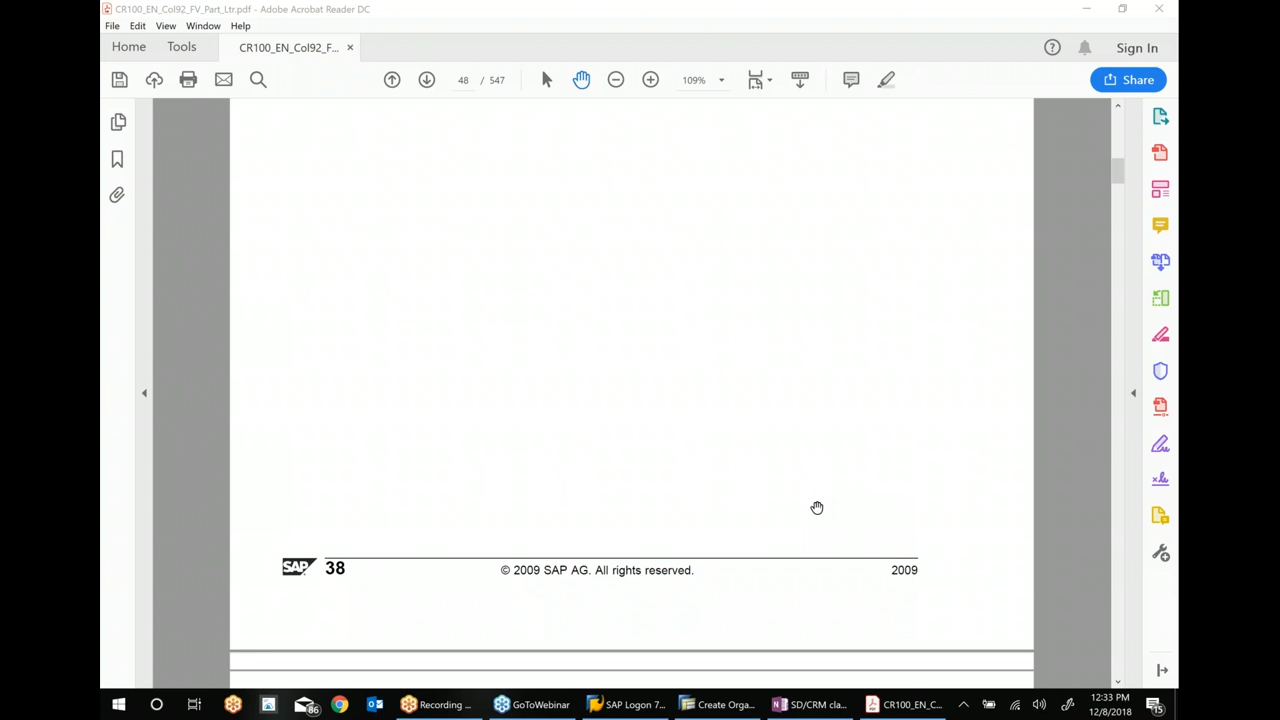 CR100_EN_Col92_FV_Part_Ltr.pdf - Adobe Acrobat Reader DC
File Edit View Window Help
Home Tools CR100_EN_Col92_F... × Sign In
48 / 547 109% Share
SAP 38 © 2009 SAP AG. All rights reserved. 2009
86 Recording ... GoToWebinar SAP Logon 7... Create Orga... SD/CRM cla... CR100_EN_C... 12:33 PM
12/8/2018 15